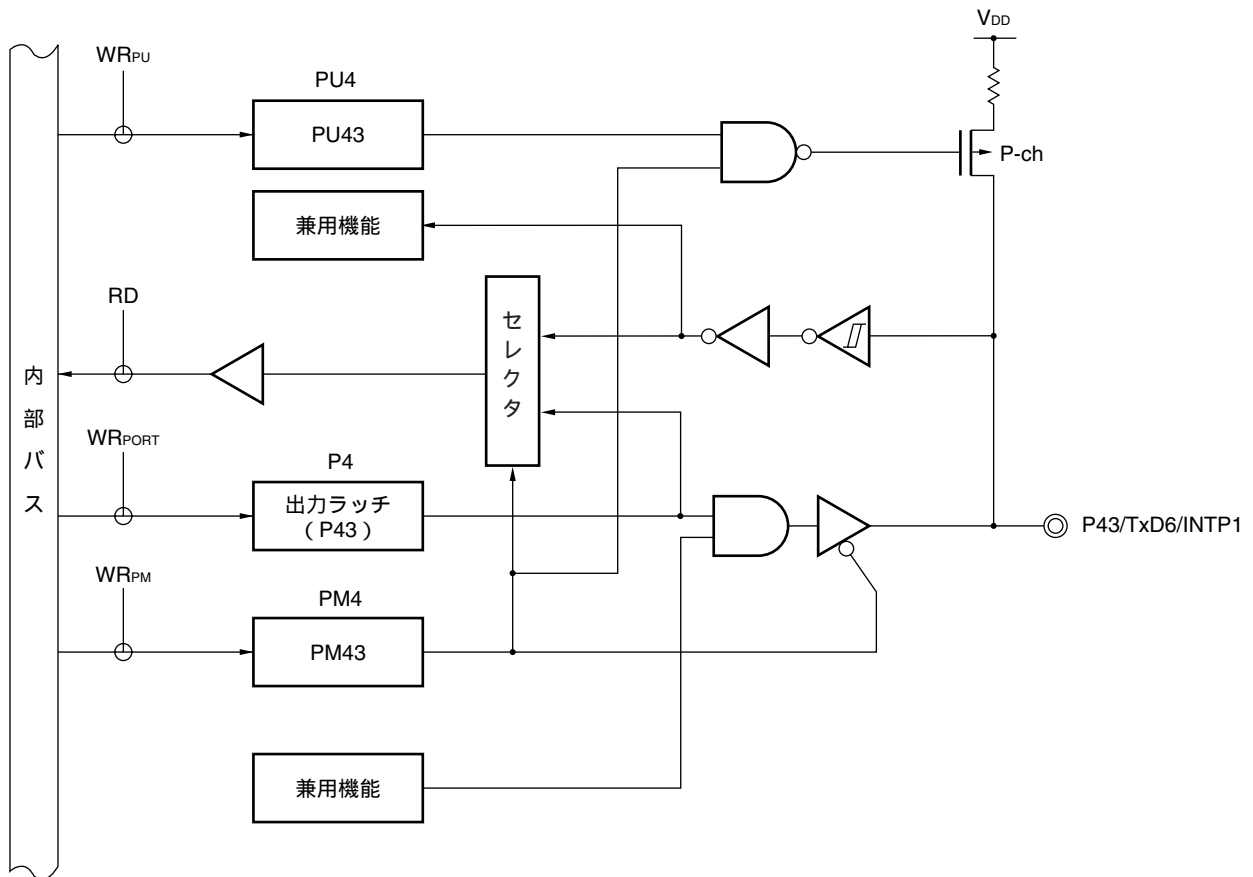 VDD
WRPU
PU4
PU43
P-ch
兼用機能
RD
セレクタ
内部バス
WRPORT
P4
出力ラッチ
(P43)
P43/TxD6/INTP1
WRPM
PM4
PM43
兼用機能